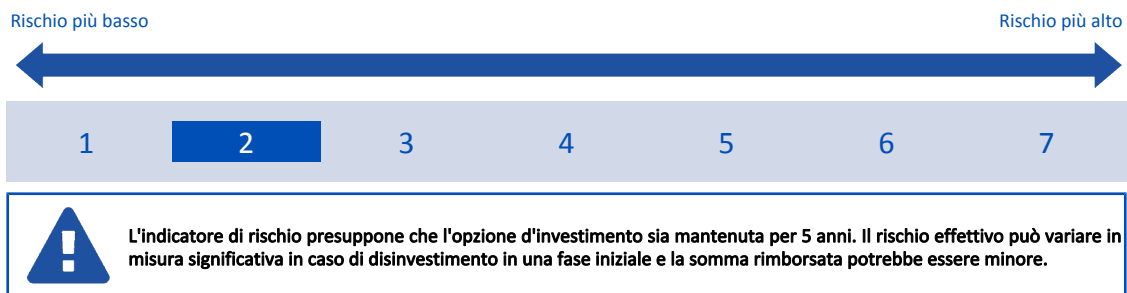 Rischio più basso Rischio più alto
1 2 3 4 5 6 7
L'indicatore di rischio presuppone che l'opzione d'investimento sia mantenuta per 5 anni. Il rischio effettivo può variare in
misura significativa in caso di disinvestimento in una fase iniziale e la somma rimborsata potrebbe essere minore.